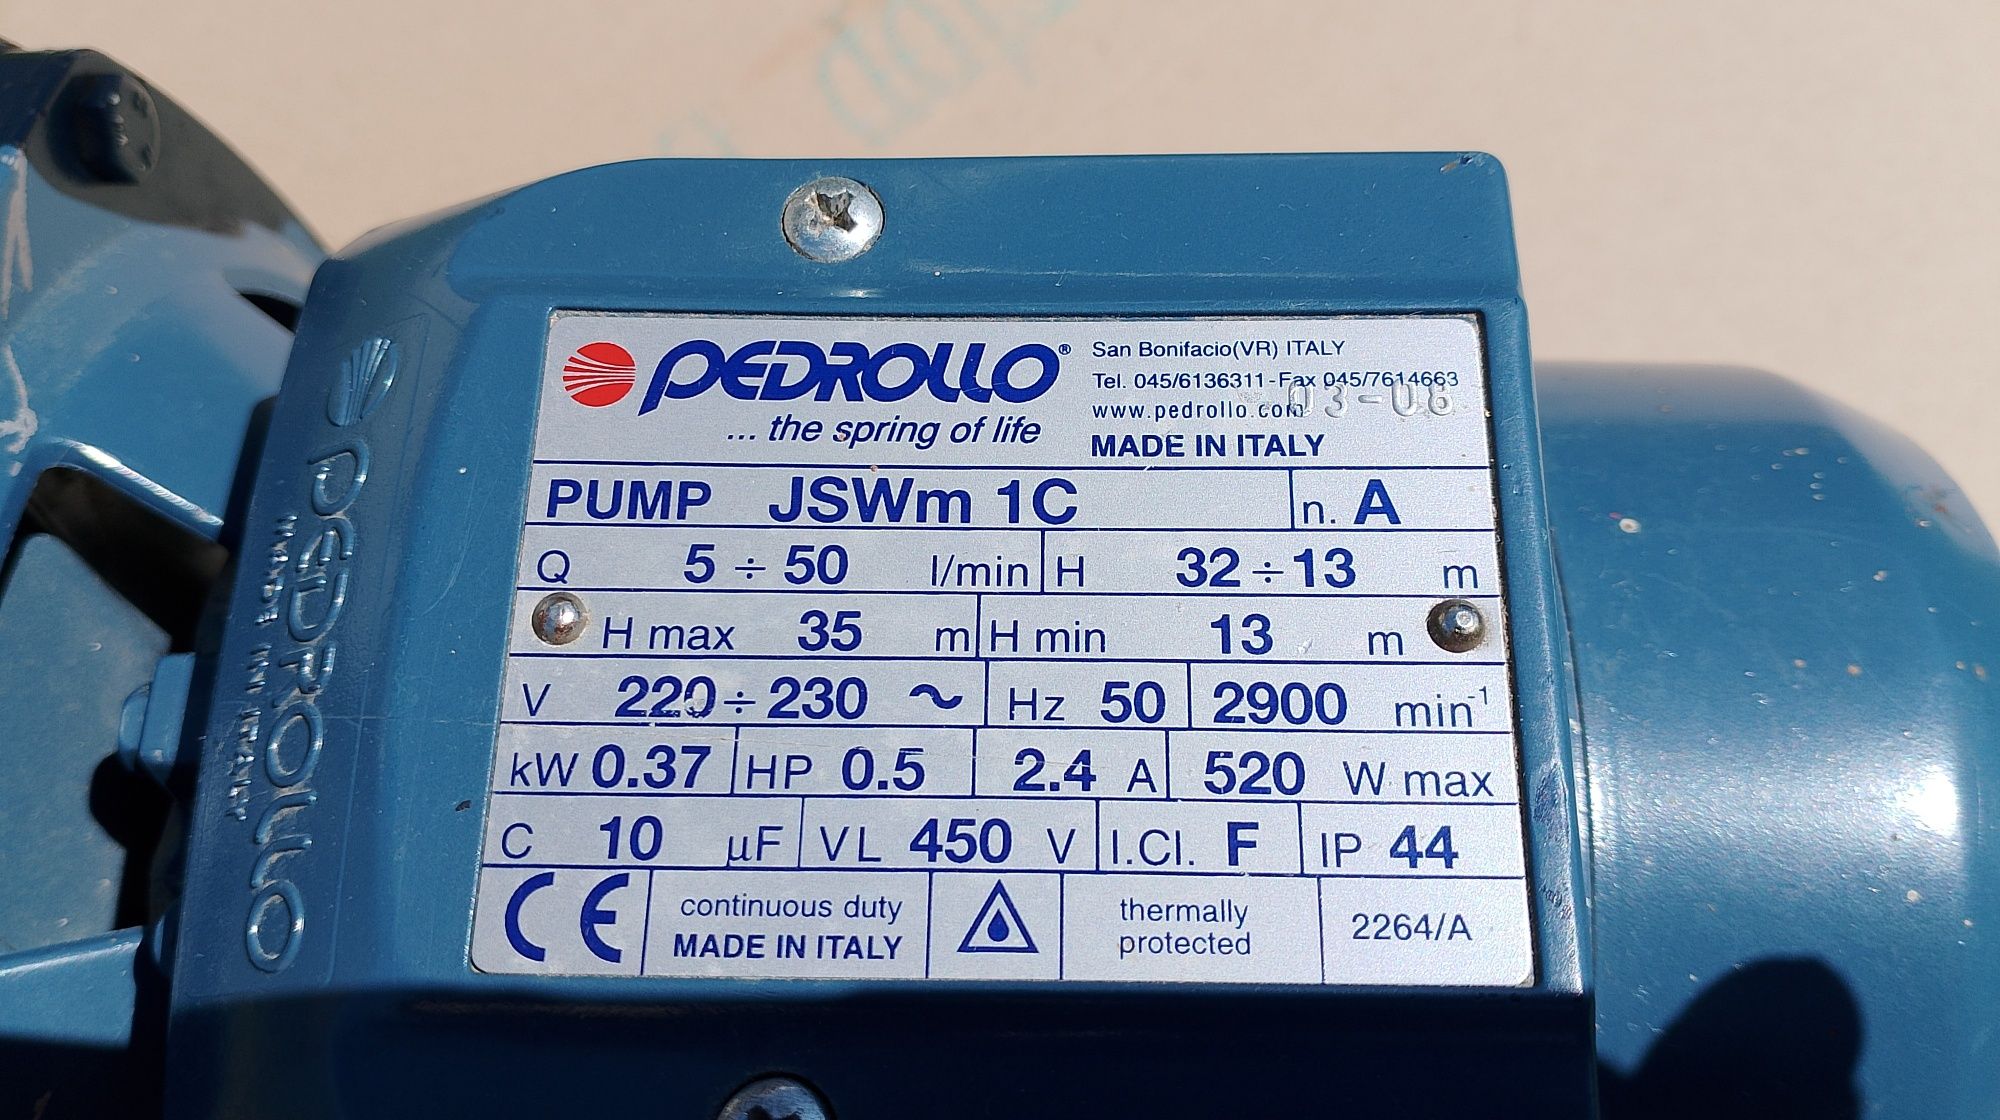 PEDROLLO®
... the spring of life
San Bonifacio(VR) ITALY
Tel. 045/6136311-Fax 045/7614663
www.pedrollo.com
03-08
MADE IN ITALY
PUMP JSWm 1C n. A
Q 5 ÷ 50 l/min H 32 ÷ 13 m
H max 35 m H min 13 m
V 220 ÷ 230 ~ Hz 50 2900 min⁻¹
kW 0.37 HP 0.5 2.4 A 520 W max
C 10 µF VL 450 V I.Cl. F IP 44
CE continuous duty
MADE IN ITALY
thermally
protected
2264/A
PEDROLLO
MADE IN ITALY